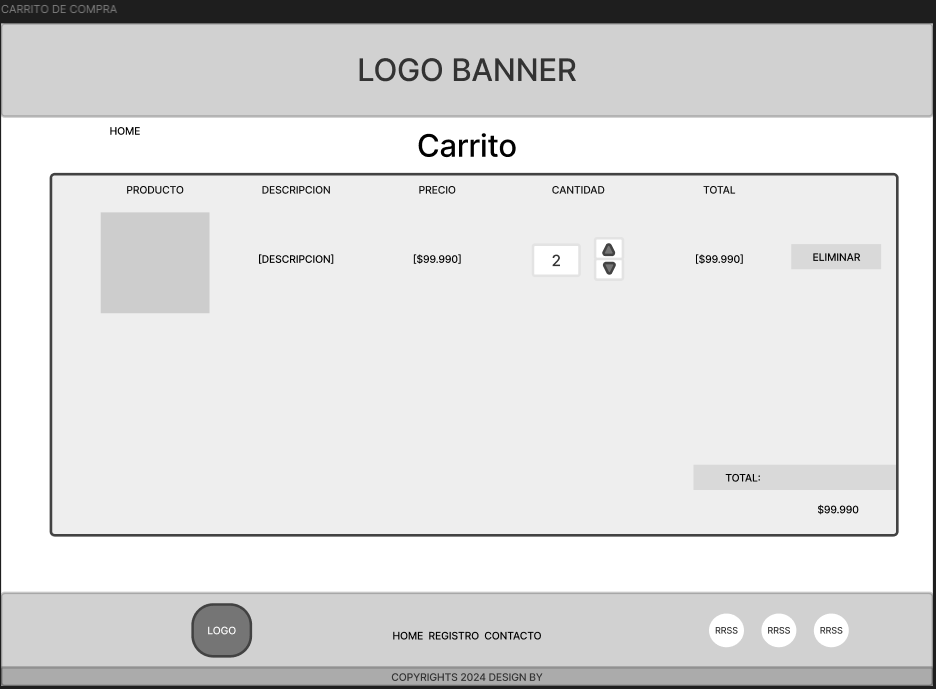 CARRITO DE COMPRA
LOGO BANNER
HOME
Carrito
PRODUCTO DESCRIPCION PRECIO CANTIDAD TOTAL
[DESCRIPCION] [$99.990] 2 [$99.990] ELIMINAR
TOTAL:
$99.990
LOGO
HOME REGISTRO CONTACTO
RRSS RRSS RRSS
COPYRIGHTS 2024 DESIGN BY